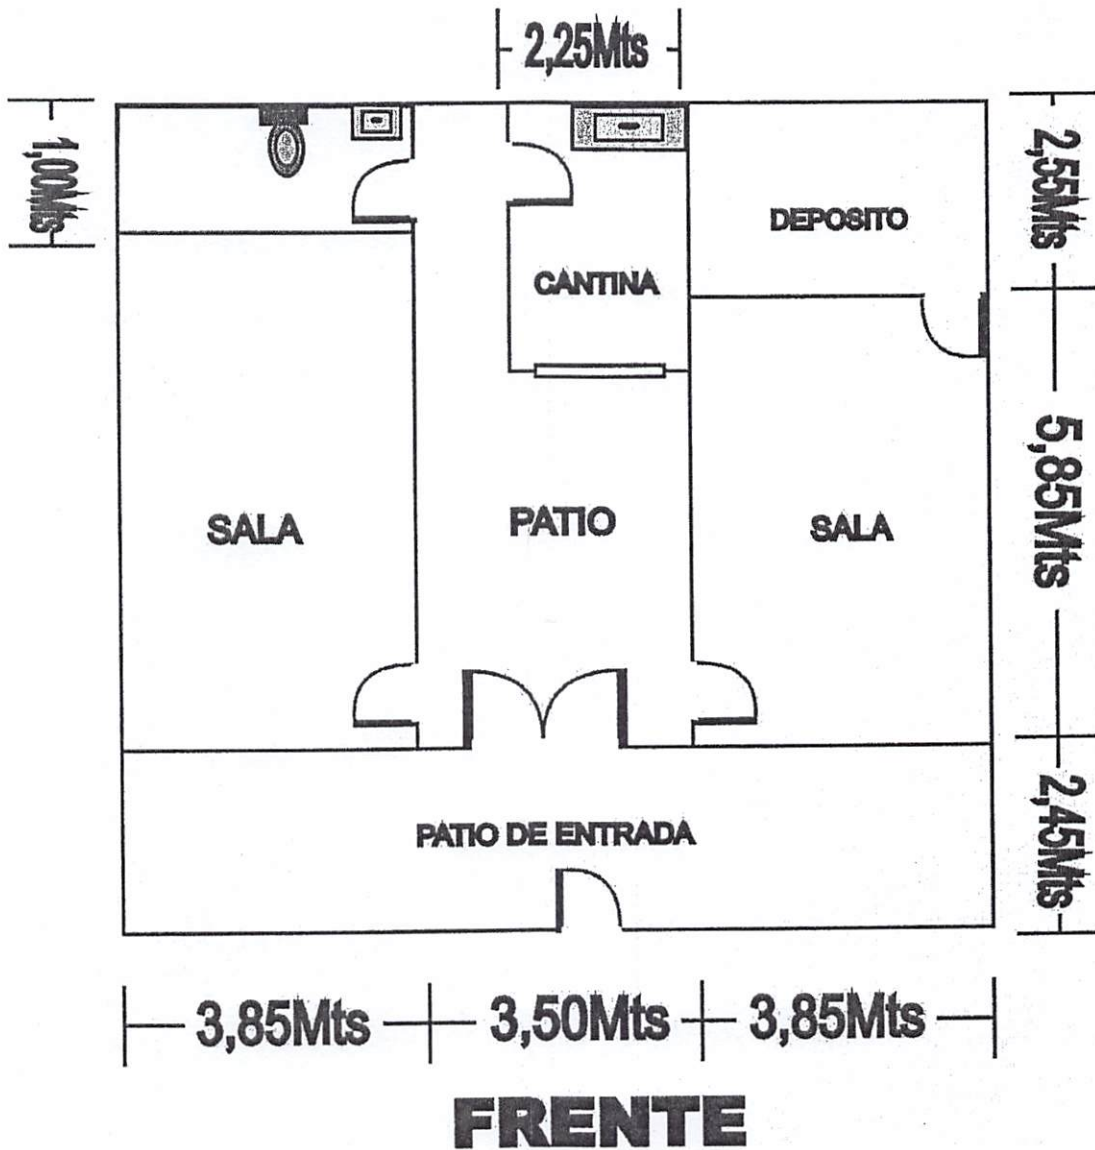 2,25Mts
1,00Mts
2,55Mts
DEPOSITO
CANTINA
5,85Mts
SALA
PATIO
SALA
2,45Mts
PATIO DE ENTRADA
3,85Mts
3,50Mts
3,85Mts
FRENTE